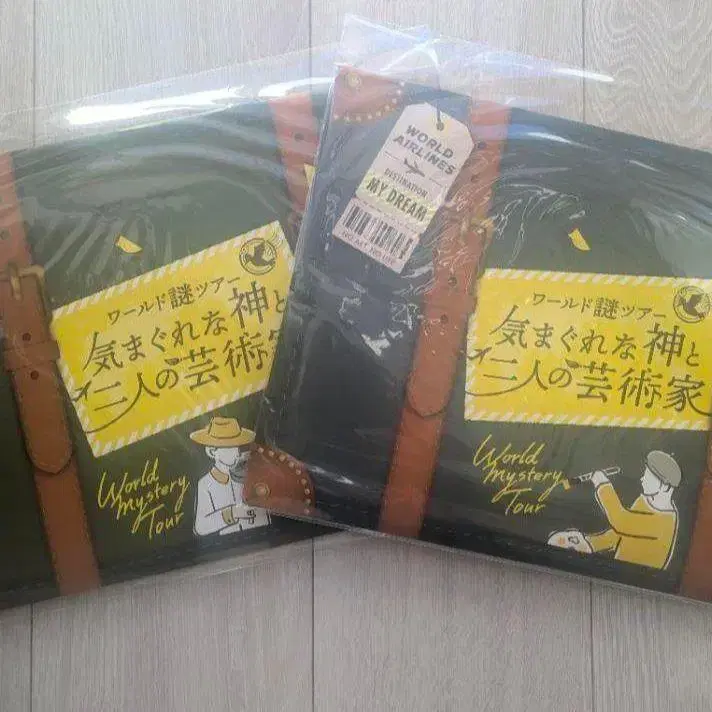 ワールド謎ツアー
気まぐれな神と
三人の芸術家
World
Mystery
Tour
WORLD
AIRLINES
DESTINATION
MY DREAM
ワールド謎ツアー
気まぐれな神と
三人の芸術家
World
Mystery
Tour